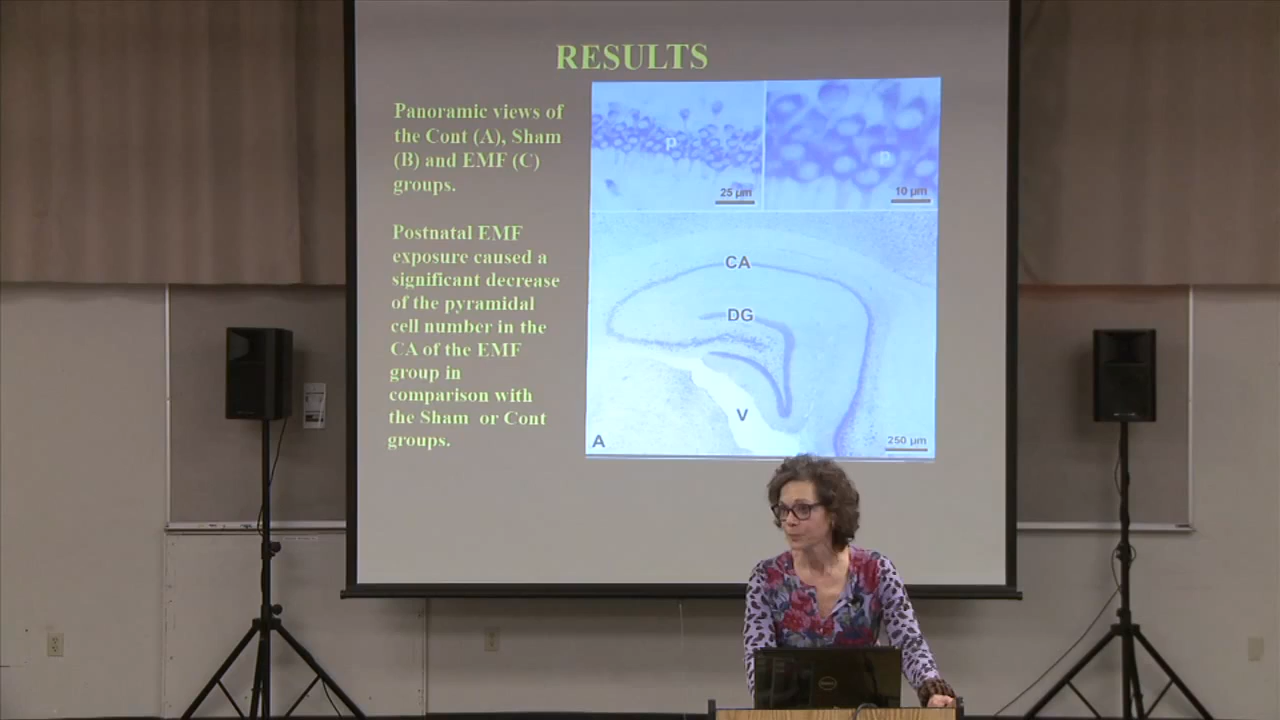 RESULTS
Panoramic views of
the Cont (A), Sham
(B) and EMF (C)
groups.
Postnatal EMF
exposure caused a
significant decrease
of the pyramidal
cell number in the
CA of the EMF
group in
comparison with
the Sham or Cont
groups.
p
25 µm
p
10 µm
CA
DG
V
A
250 µm
DELL